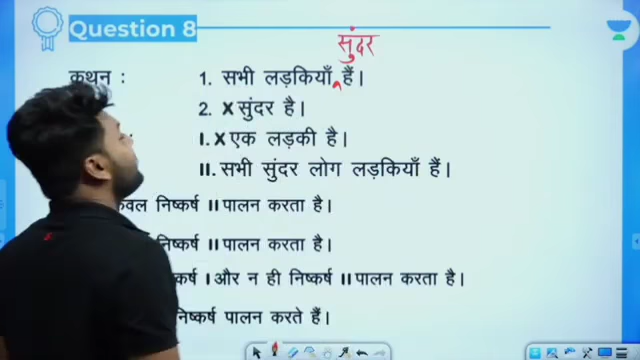 Question 8
सुंदर
कथन : 1. सभी लड़कियाँ हैं।
2. X सुंदर है।
I. X एक लड़की है।
II. सभी सुंदर लोग लड़कियाँ हैं।
निष्कर्ष II पालन करता है।
निष्कर्ष II पालन करता है।
I और न ही निष्कर्ष II पालन करता है।
निष्कर्ष पालन करते हैं।